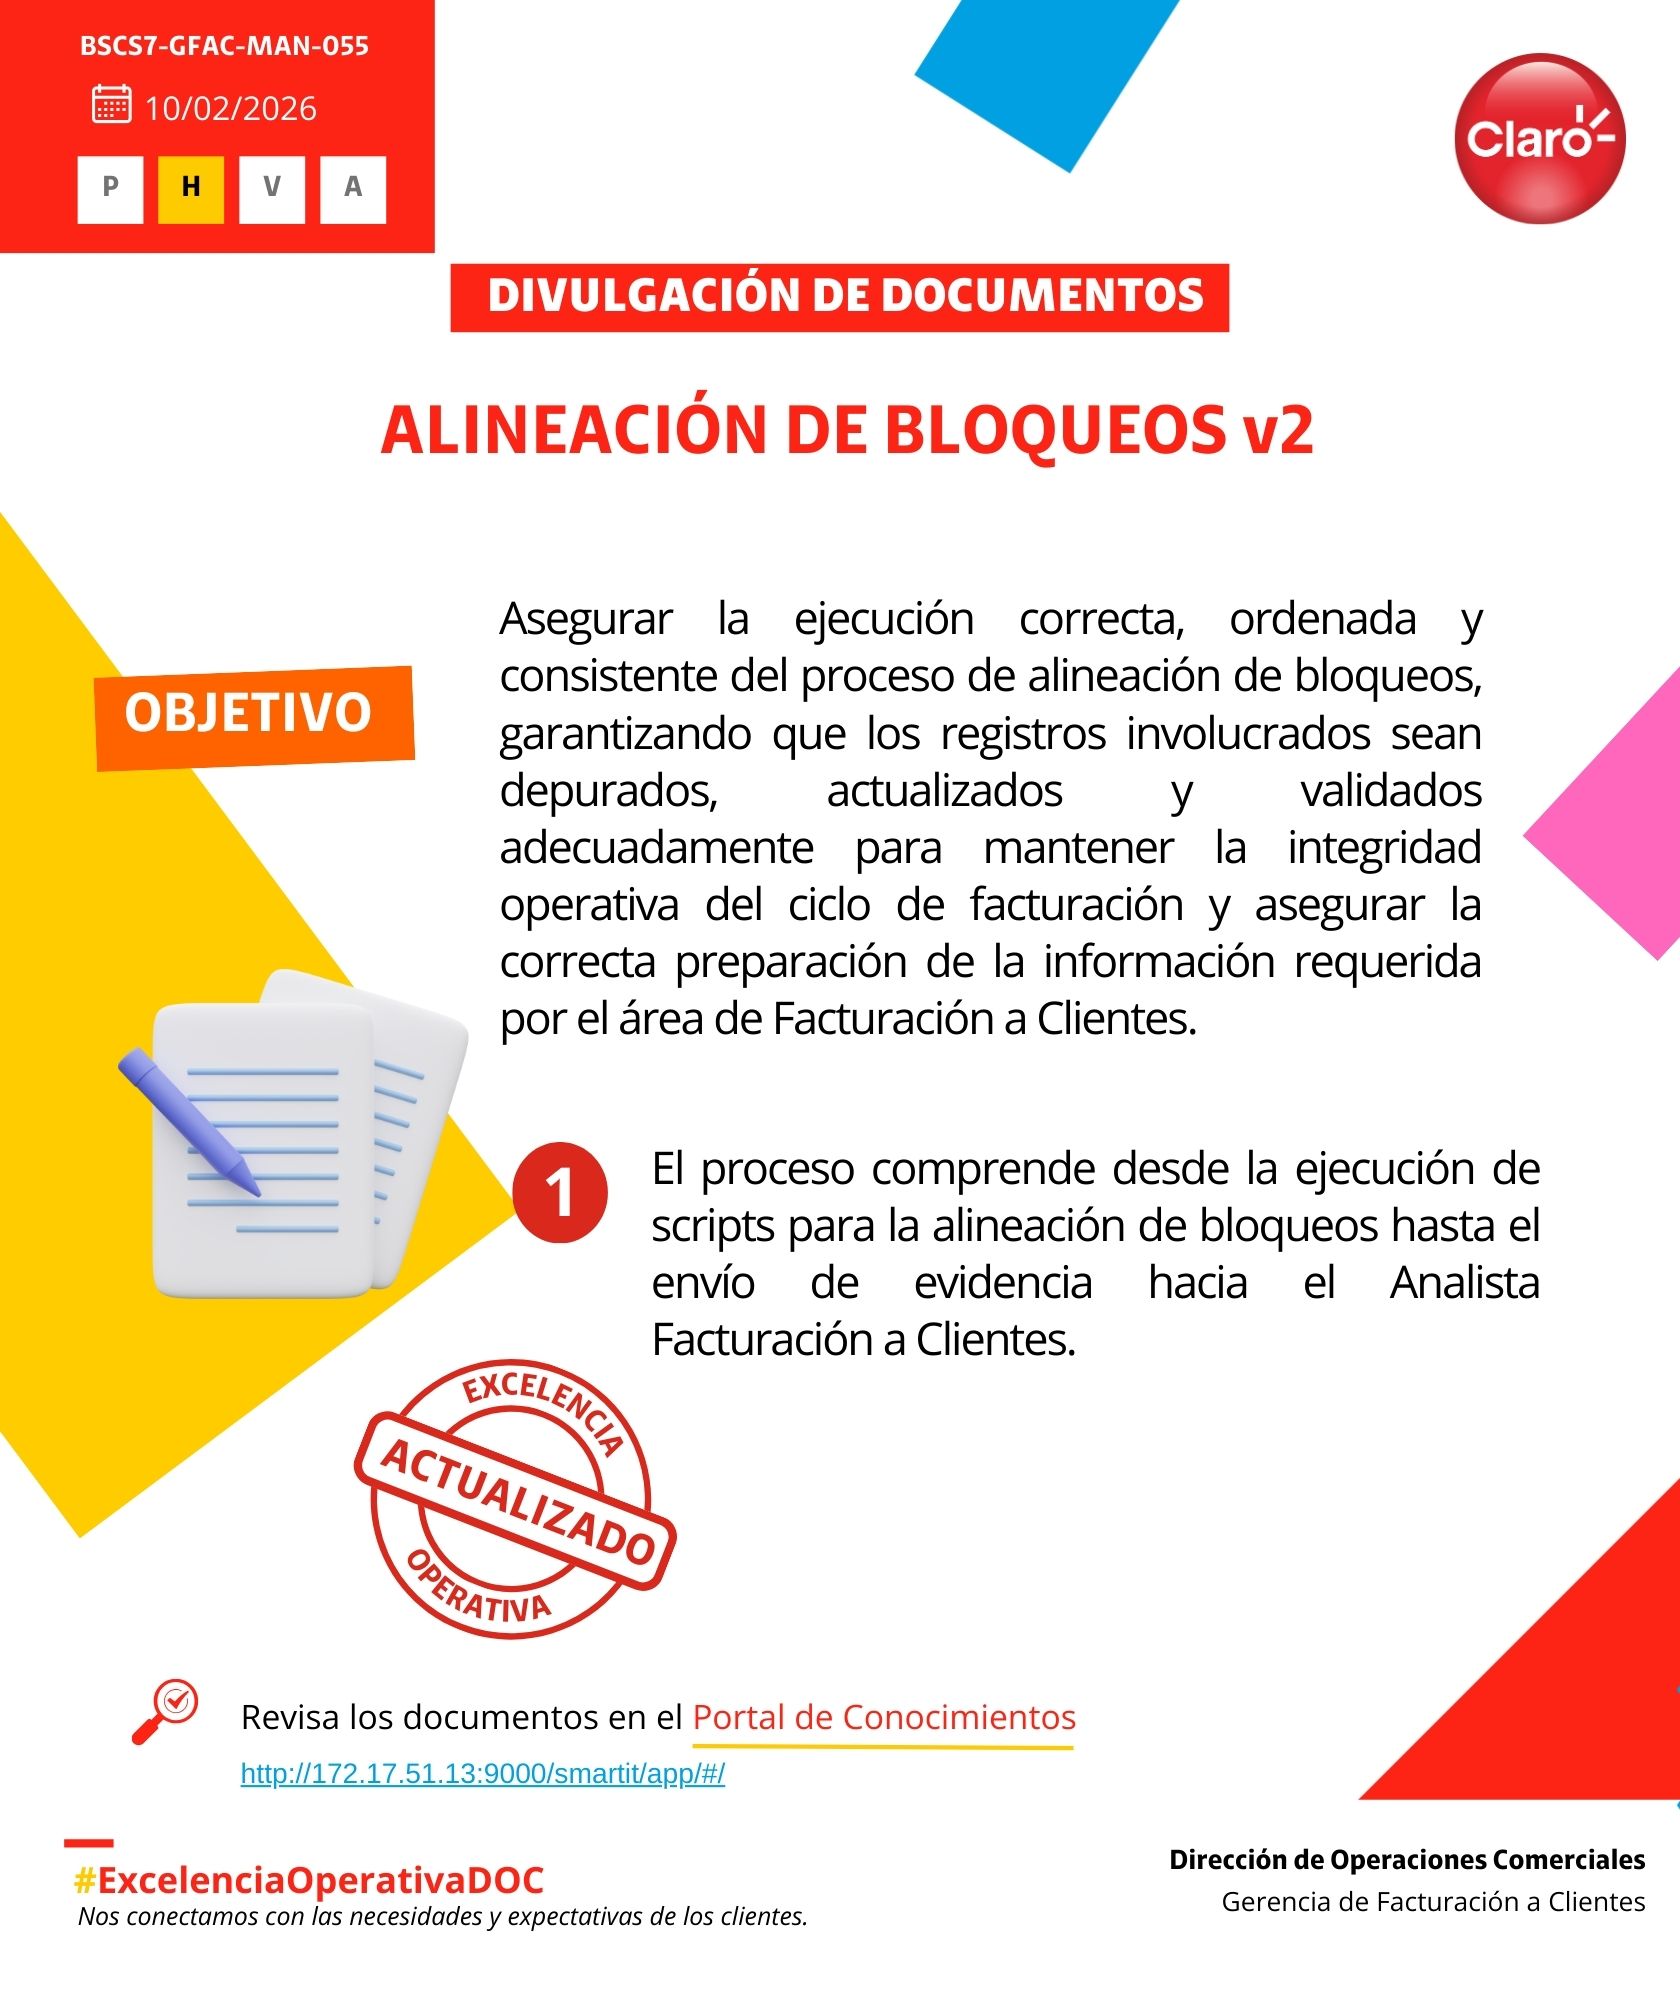 BSCS7-GFAC-MAN-055
10/02/2026
P H V A
Claro
DIVULGACIÓN DE DOCUMENTOS
ALINEACIÓN DE BLOQUEOS v2
OBJETIVO
Asegurar la ejecución correcta, ordenada y
consistente del proceso de alineación de bloqueos,
garantizando que los registros involucrados sean
depurados, actualizados y validados
adecuadamente para mantener la integridad
operativa del ciclo de facturación y asegurar la
correcta preparación de la información requerida
por el área de Facturación a Clientes.
1
El proceso comprende desde la ejecución de
scripts para la alineación de bloqueos hasta el
envío de evidencia hacia el Analista
Facturación a Clientes.
EXCELENCIA
ACTUALIZADO
OPERATIVA
Revisa los documentos en el Portal de Conocimientos
http://172.17.51.13:9000/smartit/app/#/
#ExcelenciaOperativaDOC
Nos conectamos con las necesidades y expectativas de los clientes.
Dirección de Operaciones Comerciales
Gerencia de Facturación a Clientes